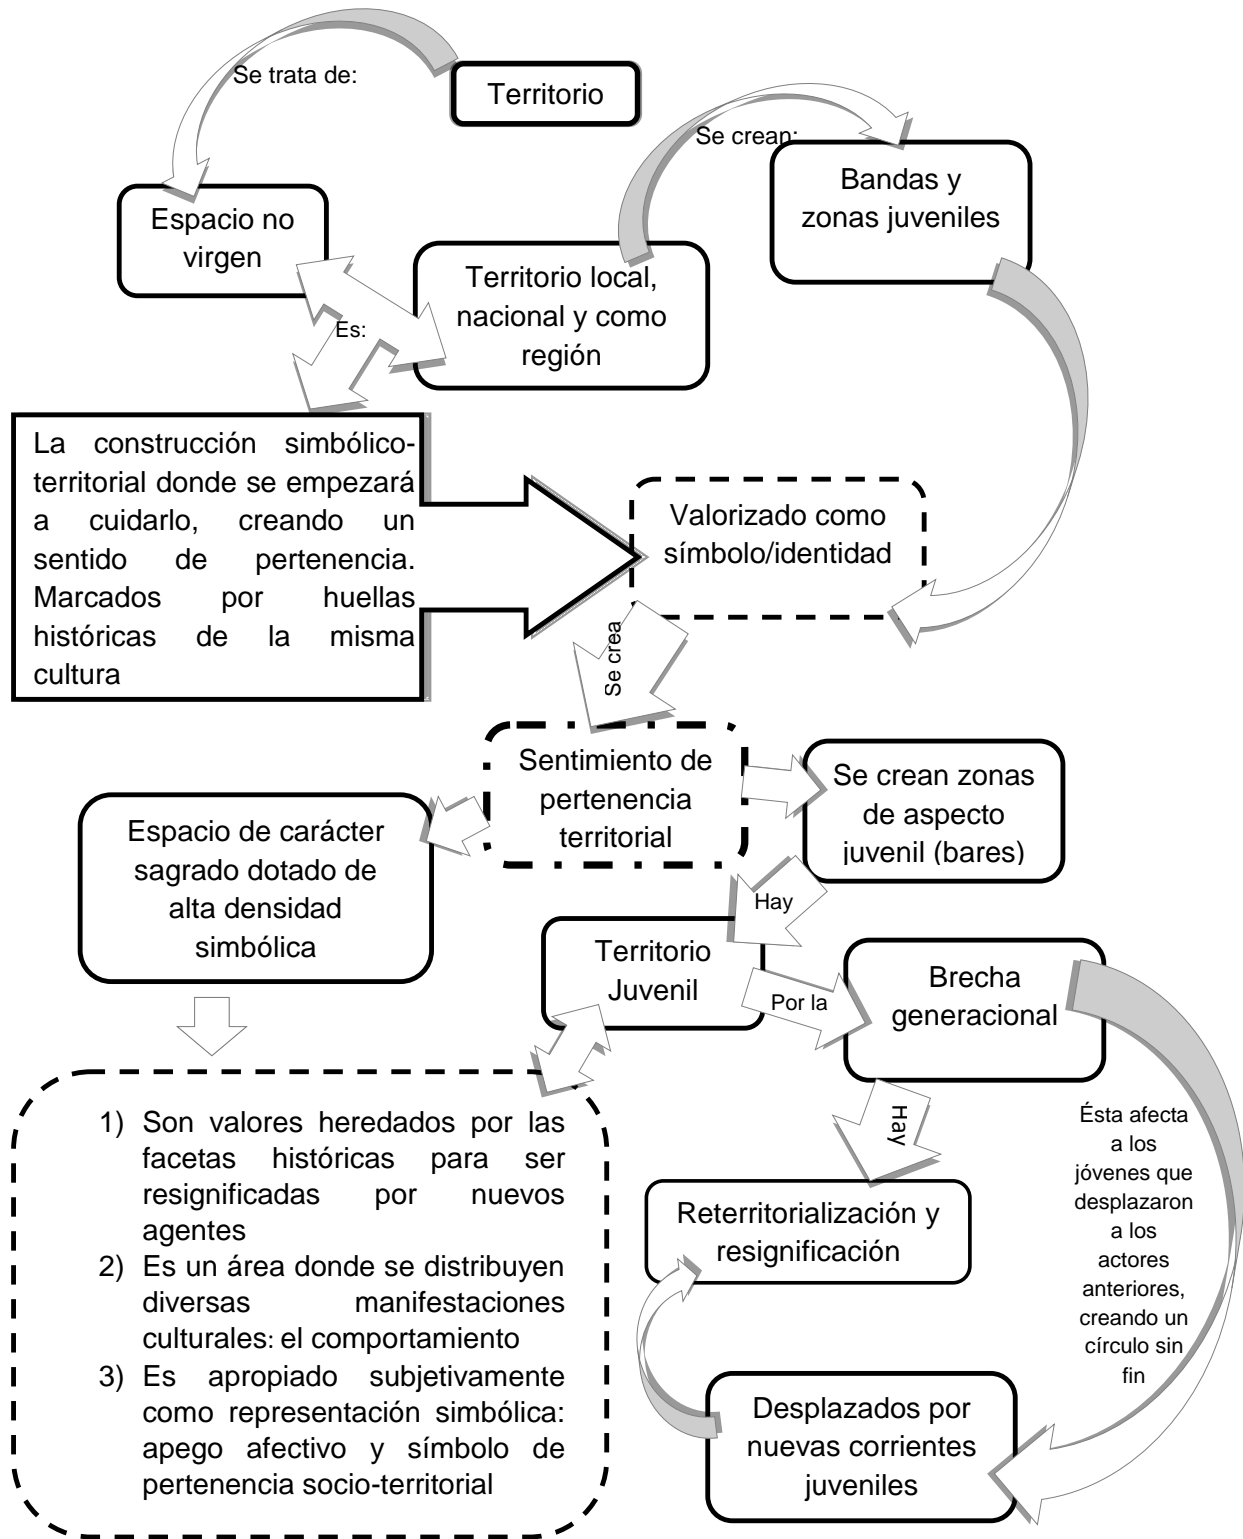 Se trata de:
Territorio
Se crean:
Bandas y
zonas juveniles
Espacio no
virgen
Territorio local,
nacional y como
región
Es:
La construcción simbólico-
territorial donde se empezará
a cuidarlo, creando un
sentido de pertenencia.
Marcados por huellas
históricas de la misma
cultura
Valorizado como
símbolo/identidad
Se crea
Sentimiento de
pertenencia
territorial
Se crean zonas
de aspecto
juvenil (bares)
Espacio de carácter
sagrado dotado de
alta densidad
simbólica
Hay
Territorio
Juvenil
Por la
Brecha
generacional
Hay
Ésta afecta
a los
jóvenes que
desplazaron
a los
actores
anteriores,
creando un
círculo sin
fin
Reterritorialización y
resignificación
Desplazados por
nuevas corrientes
juveniles
1) Son valores heredados por las
facetas históricas para ser
resignificadas por nuevos
agentes
2) Es un área donde se distribuyen
diversas manifestaciones
culturales: el comportamiento
3) Es apropiado subjetivamente
como representación simbólica:
apego afectivo y símbolo de
pertenencia socio-territorial